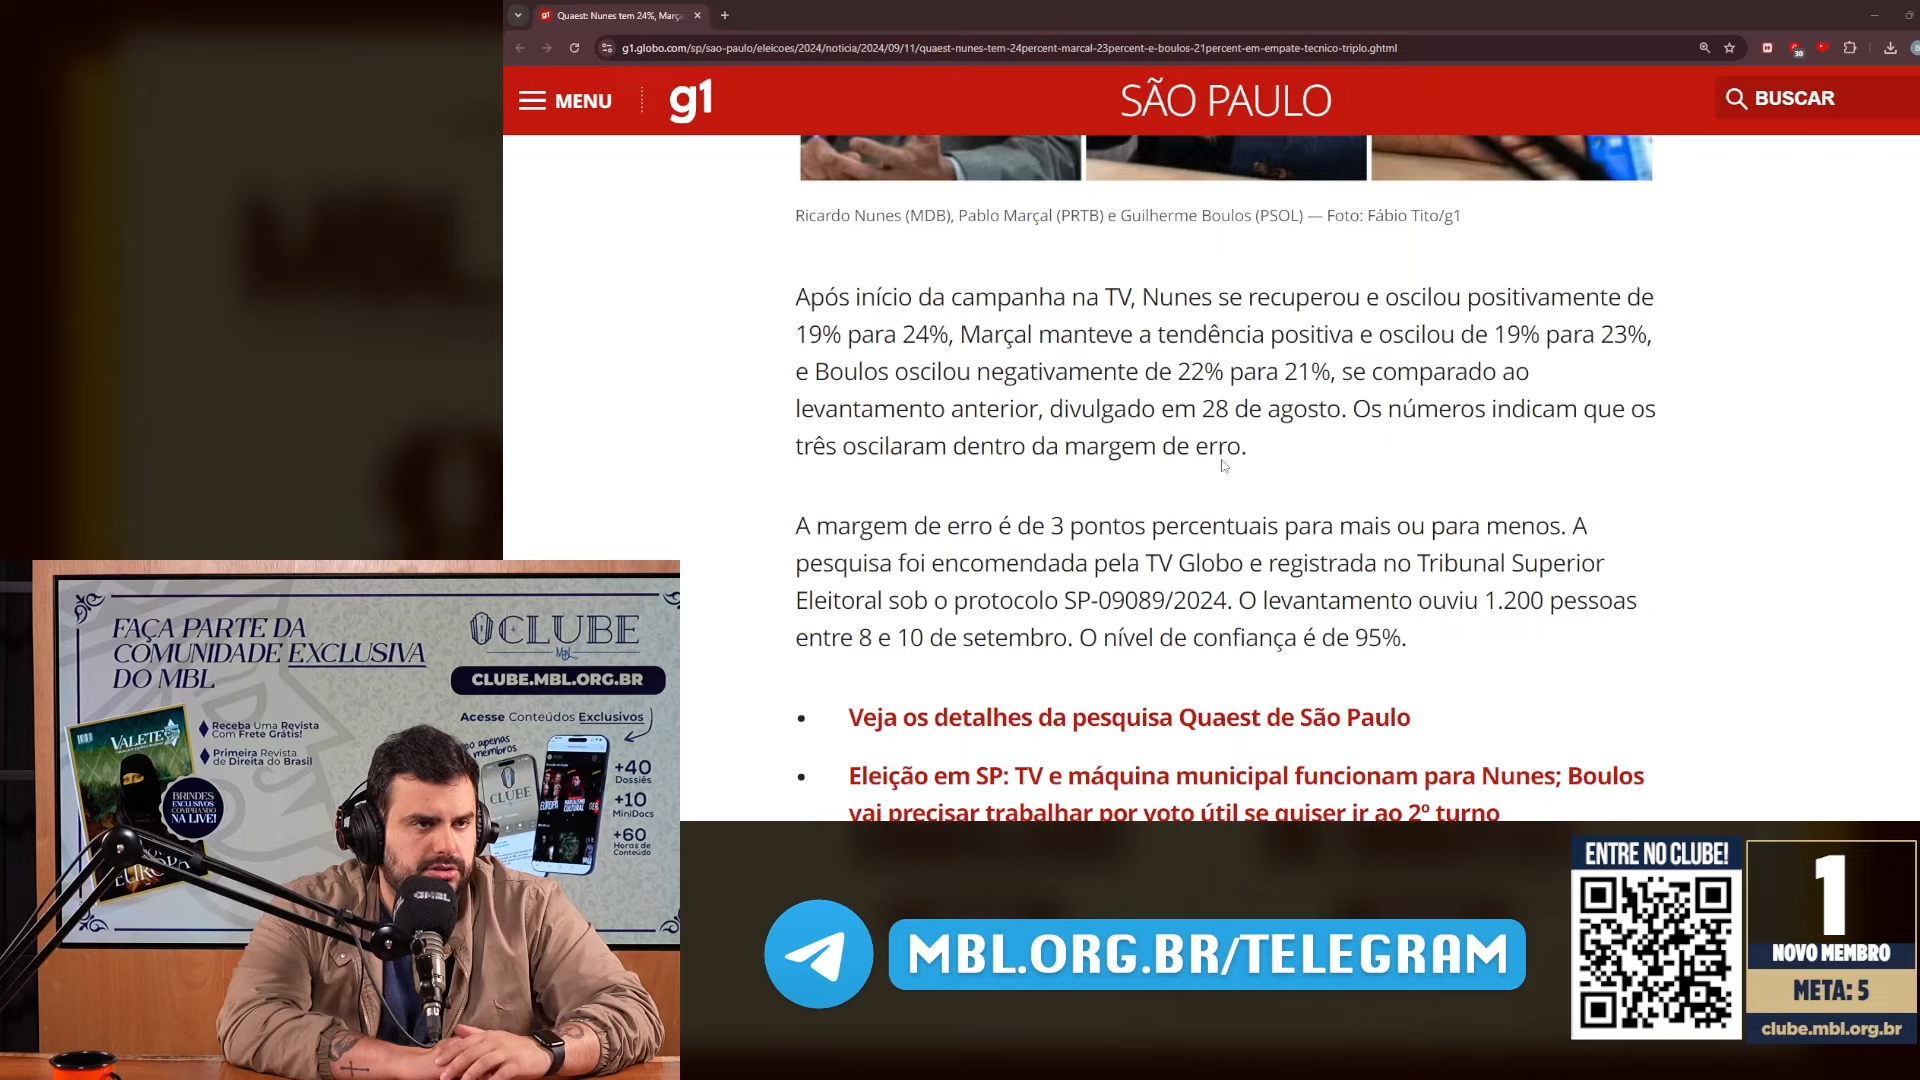 Quaest: Nunes tem 24%, Març
g1.globo.com/sp/sao-paulo/eleicoes/2024/noticia/2024/09/11/quaest-nunes-tem-24percent-marcal-23percent-e-boulos-21percent-em-empate-tecnico-triplo.ghtml
30
MENU
g1
SÃO PAULO
BUSCAR
Ricardo Nunes (MDB), Pablo Marçal (PRTB) e Guilherme Boulos (PSOL) — Foto: Fábio Tito/g1
Após início da campanha na TV, Nunes se recuperou e oscilou positivamente de
19% para 24%, Marçal manteve a tendência positiva e oscilou de 19% para 23%,
e Boulos oscilou negativamente de 22% para 21%, se comparado ao
levantamento anterior, divulgado em 28 de agosto. Os números indicam que os
três oscilaram dentro da margem de erro.
A margem de erro é de 3 pontos percentuais para mais ou para menos. A
pesquisa foi encomendada pela TV Globo e registrada no Tribunal Superior
Eleitoral sob o protocolo SP-09089/2024. O levantamento ouviu 1.200 pessoas
entre 8 e 10 de setembro. O nível de confiança é de 95%.
• Veja os detalhes da pesquisa Quaest de São Paulo
• Eleição em SP: TV e máquina municipal funcionam para Nunes; Boulos
vai precisar trabalhar por voto útil se quiser ir ao 2º turno
FAÇA PARTE DA
COMUNIDADE EXCLUSIVA
DO MBL
CLUBE
MBL
CLUBE.MBL.ORG.BR
Receba Uma Revista
Com Frete Grátis!
Primeira Revista
de Direita do Brasil
VALETE
BRINDES
EXCLUSIVOS
COMPRANDO
NA LIVE!
Acesse Conteúdos Exclusivos
apenas
membros
CLUBE
+40
Dossiês
+10
MiniDocs
+60
Horas de
Conteúdo
MBL
MBL.ORG.BR/TELEGRAM
ENTRE NO CLUBE!
1
NOVO MEMBRO
META: 5
clube.mbl.org.br